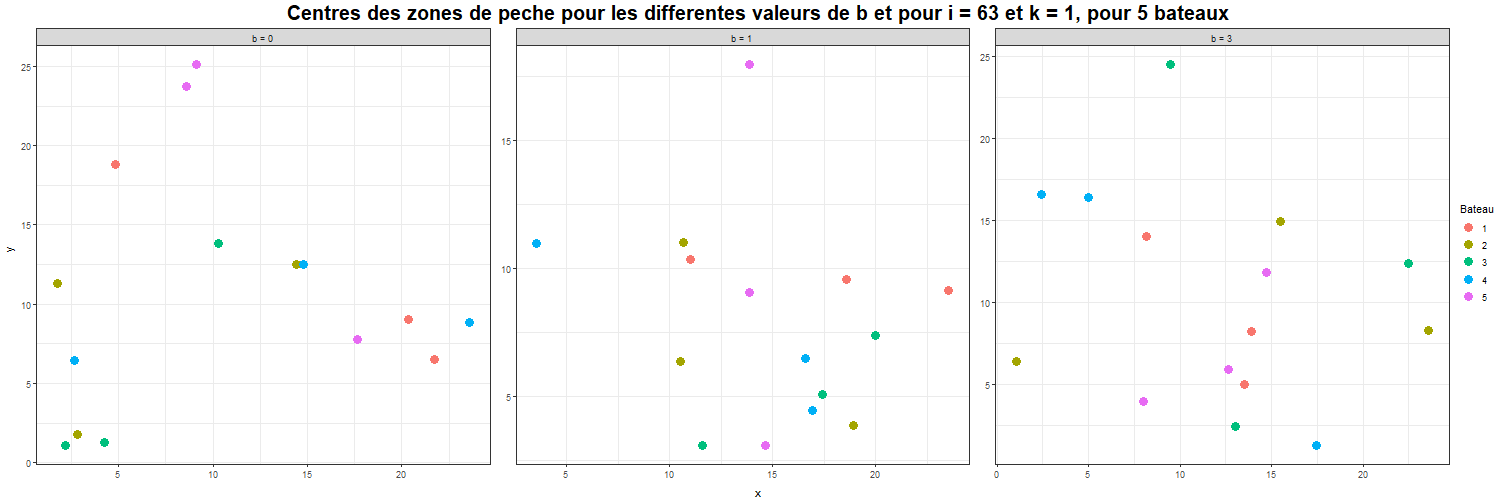 Centres des zones de peche pour les differentes valeurs de b et pour i = 63 et k = 1, pour 5 bateaux
b = 0
b = 1
b = 3
y
25
20
15
10
5
0
15
10
5
25
20
15
10
5
5 10 15 20
5 10 15 20
0 5 10 15 20
x
Bateau
1
2
3
4
5